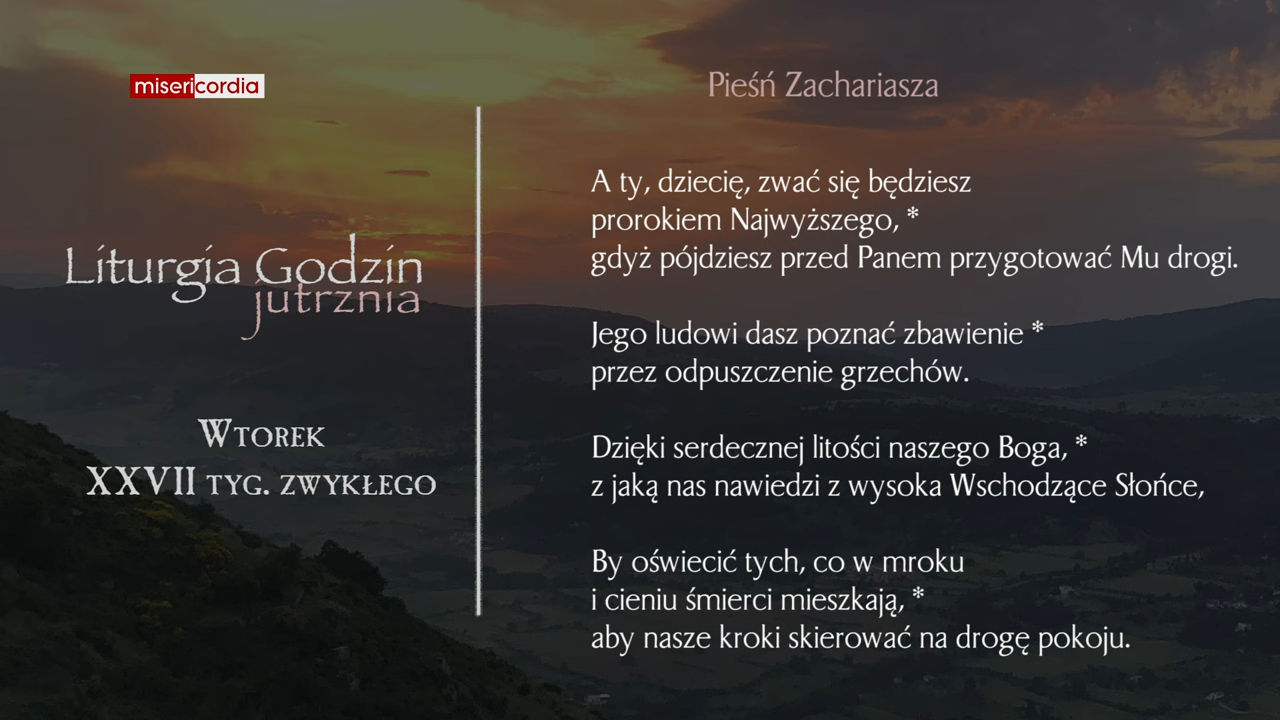 misericordia
Liturgia Godzin
jutrznia
Wtorek
XXVII tyg. zwykłego
Pieśń Zachariasza
A ty, dziecię, zwać się będziesz
prorokiem Najwyższego, *
gdyż pójdziesz przed Panem przygotować Mu drogi.
Jego ludowi dasz poznać zbawienie *
przez odpuszczenie grzechów.
Dzięki serdecznej litości naszego Boga, *
z jaką nas nawiedzi z wysoka Wschodzące Słońce,
By oświecić tych, co w mroku
i cieniu śmierci mieszkają, *
aby nasze kroki skierować na drogę pokoju.